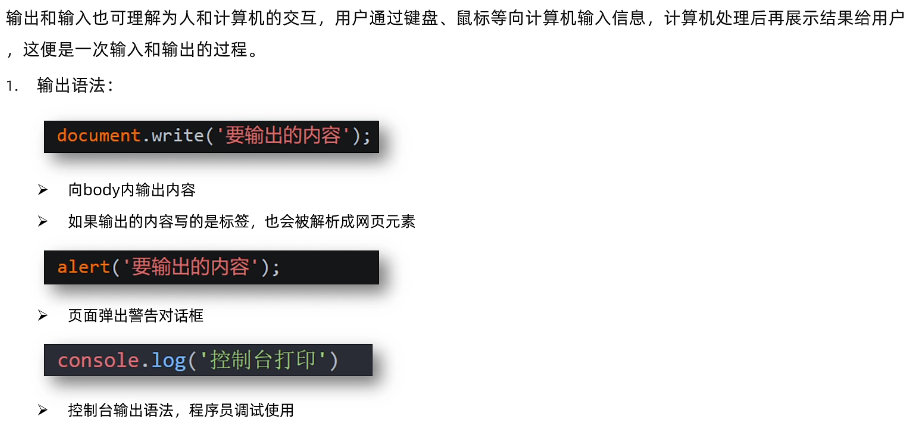 输出和输入也可理解为人和计算机的交互，用户通过键盘、鼠标等向计算机输入信息，计算机处理后再展示结果给用户
，这便是一次输入和输出的过程。
1. 输出语法：
document.write('要输出的内容');
➢ 向body内输出内容
➢ 如果输出的内容写的是标签，也会被解析成网页元素
alert('要输出的内容');
➢ 页面弹出警告对话框
console.log('控制台打印')
➢ 控制台输出语法，程序员调试使用